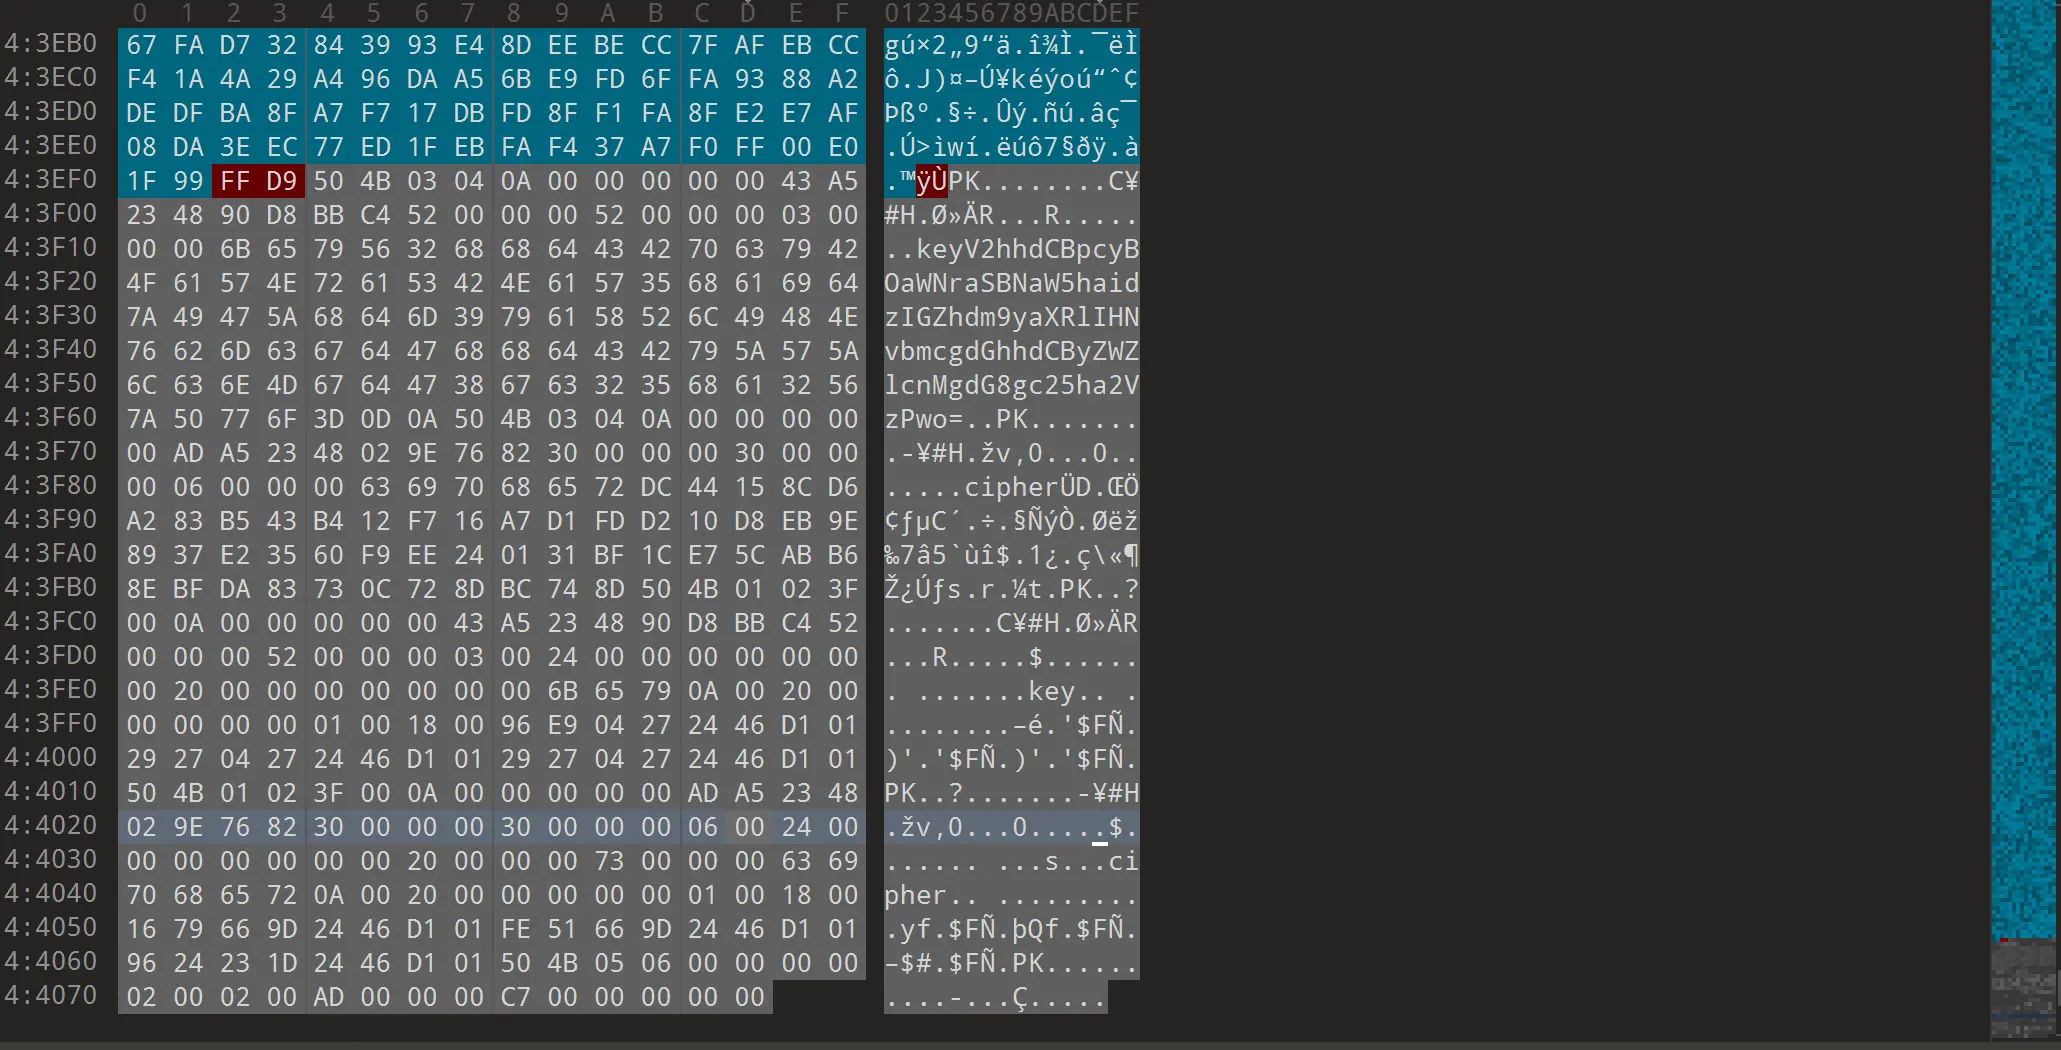 0 1 2 3 4 5 6 7 8 9 A B C D E F 0123456789ABCDEF
4:3EB0 67 FA D7 32 84 39 93 E4 8D EE BE CC 7F AF EB CC gú×2„9“ä.î¾Ì.¯ëÌ
4:3EC0 F4 1A 4A 29 A4 96 DA A5 6B E9 FD 6F FA 93 88 A2 ô.J)¤–Ú¥kéýoú“ˆ¢
4:3ED0 DE DF BA 8F A7 F7 17 DB FD 8F F1 FA 8F E2 E7 AF Þߺ.§÷.Ûý.ñú.âç¯
4:3EE0 08 DA 3E EC 77 ED 1F EB FA F4 37 A7 F0 FF 00 E0 .Ú>ìwí.ëúô7§ðÿ.à
4:3EF0 1F 99 FF D9 50 4B 03 04 0A 00 00 00 00 00 43 A5 .™ÿÙPK........C¥
4:3F00 23 48 90 D8 BB C4 52 00 00 00 52 00 00 00 03 00 #H.Ø»ÄR...R.....
4:3F10 00 00 6B 65 79 56 32 68 68 64 43 42 70 63 79 42 ..keyV2hhdCBpcyB
4:3F20 4F 61 57 4E 72 61 53 42 4E 61 57 35 68 61 69 64 OaWNraSBNaW5haid
4:3F30 7A 49 47 5A 68 64 6D 39 79 61 58 52 6C 49 48 4E zIGZhdm9yaXRlIHN
4:3F40 76 62 6D 63 67 64 47 68 68 64 43 42 79 5A 57 5A vbmcgdGhhdCByZWZ
4:3F50 6C 63 6E 4D 67 64 47 38 67 63 32 35 68 61 32 56 lcnMgdG8gc25ha2V
4:3F60 7A 50 77 6F 3D 0D 0A 50 4B 03 04 0A 00 00 00 00 zPwo=..PK.......
4:3F70 00 AD A5 23 48 02 9E 76 82 30 00 00 00 30 00 00 .-¥#H.žv‚0...0..
4:3F80 00 06 00 00 00 63 69 70 68 65 72 DC 44 15 8C D6 .....cipherÜD.ŒÖ
4:3F90 A2 83 B5 43 B4 12 F7 16 A7 D1 FD D2 10 D8 EB 9E ¢ƒµC´.÷.§ÑýÒ.Øëž
4:3FA0 89 37 E2 35 60 F9 EE 24 01 31 BF 1C E7 5C AB B6 ‰7â5`ùî$.1¿.ç\«¶
4:3FB0 8E BF DA 83 73 0C 72 8D BC 74 8D 50 4B 01 02 3F Ž¿Úƒs.r.¼t.PK..?
4:3FC0 00 0A 00 00 00 00 00 43 A5 23 48 90 D8 BB C4 52 .......C¥#H.Ø»ÄR
4:3FD0 00 00 00 52 00 00 00 03 00 24 00 00 00 00 00 00 ...R.....$......
4:3FE0 00 20 00 00 00 00 00 00 00 6B 65 79 0A 00 20 00 . .......key.. .
4:3FF0 00 00 00 00 01 00 18 00 96 E9 04 27 24 46 D1 01 ........–é.'$FÑ.
4:4000 29 27 04 27 24 46 D1 01 29 27 04 27 24 46 D1 01 )'.'$FÑ.)'.'$FÑ.
4:4010 50 4B 01 02 3F 00 0A 00 00 00 00 00 AD A5 23 48 PK..?.......-¥#H
4:4020 02 9E 76 82 30 00 00 00 30 00 00 00 06 00 24 00 .žv‚0...0.....$.
4:4030 00 00 00 00 00 00 20 00 00 00 73 00 00 00 63 69 ...... ...s...ci
4:4040 70 68 65 72 0A 00 20 00 00 00 00 00 01 00 18 00 pher.. .........
4:4050 16 79 66 9D 24 46 D1 01 FE 51 66 9D 24 46 D1 01 .yf.$FÑ.þQf.$FÑ.
4:4060 96 24 23 1D 24 46 D1 01 50 4B 05 06 00 00 00 00 –$#.$FÑ.PK......
4:4070 02 00 02 00 AD 00 00 00 C7 00 00 00 00 00 ....-...Ç.....